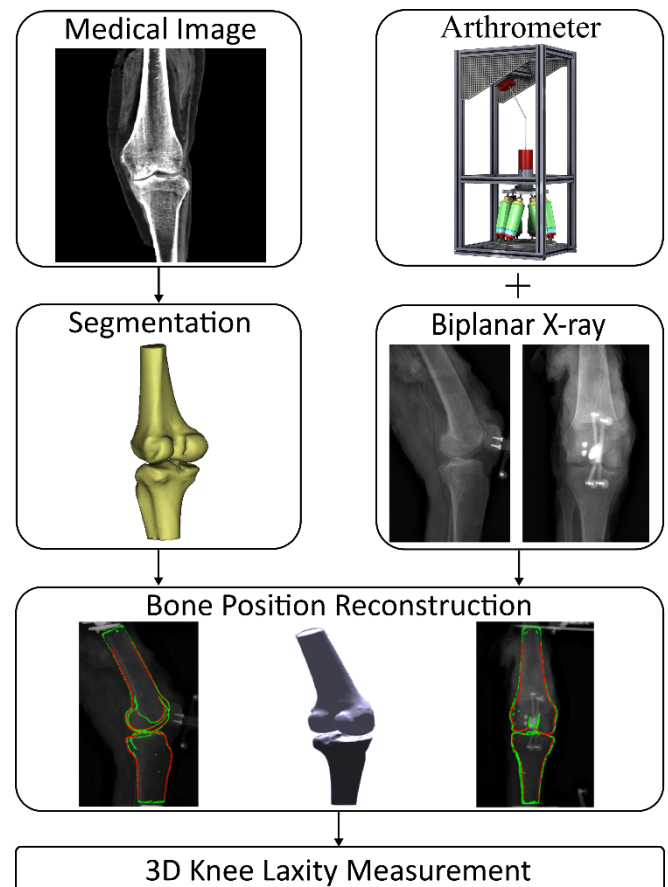 Medical Image
Arthrometer
+
Segmentation
Biplanar X-ray
Bone Position Reconstruction
3D Knee Laxity Measurement